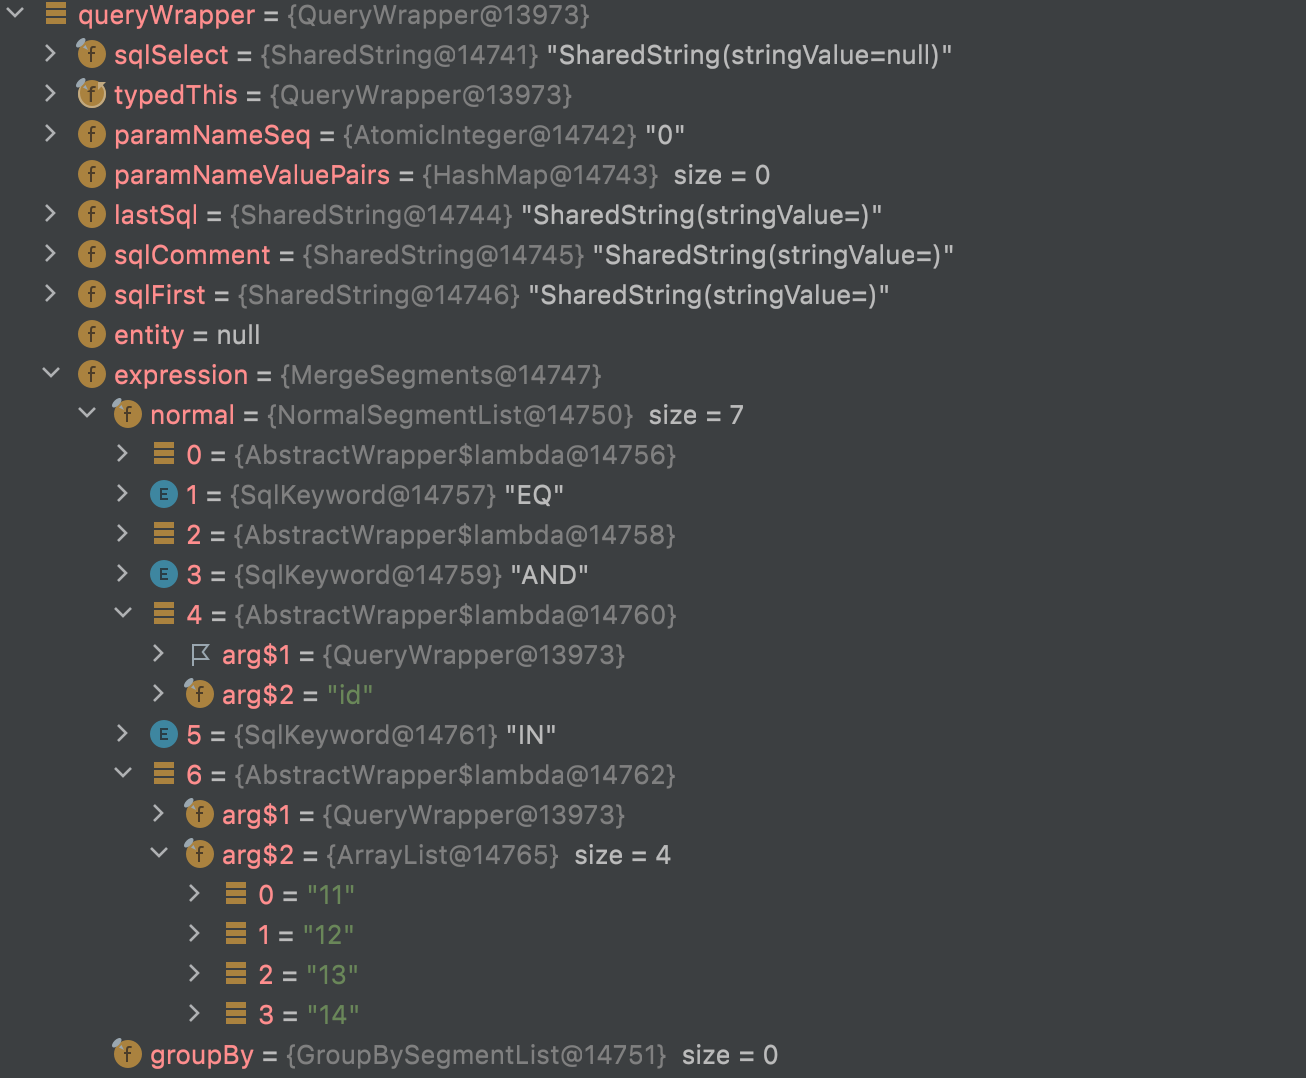 queryWrapper = {QueryWrapper@13973}
f sqlSelect = {SharedString@14741} "SharedString(stringValue=null)"
f typedThis = {QueryWrapper@13973}
f paramNameSeq = {AtomicInteger@14742} "0"
f paramNameValuePairs = {HashMap@14743} size = 0
f lastSql = {SharedString@14744} "SharedString(stringValue=)"
f sqlComment = {SharedString@14745} "SharedString(stringValue=)"
f sqlFirst = {SharedString@14746} "SharedString(stringValue=)"
f entity = null
f expression = {MergeSegments@14747}
f normal = {NormalSegmentList@14750} size = 7
0 = {AbstractWrapper$lambda@14756}
E 1 = {SqlKeyword@14757} "EQ"
2 = {AbstractWrapper$lambda@14758}
E 3 = {SqlKeyword@14759} "AND"
4 = {AbstractWrapper$lambda@14760}
arg$1 = {QueryWrapper@13973}
f arg$2 = "id"
E 5 = {SqlKeyword@14761} "IN"
6 = {AbstractWrapper$lambda@14762}
f arg$1 = {QueryWrapper@13973}
f arg$2 = {ArrayList@14765} size = 4
0 = "11"
1 = "12"
2 = "13"
3 = "14"
f groupBy = {GroupBySegmentList@14751} size = 0